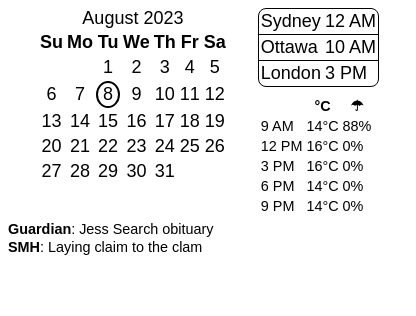 August 2023
Su Mo Tu We Th Fr Sa
1 2 3 4 5
6 7 8 9 10 11 12
13 14 15 16 17 18 19
20 21 22 23 24 25 26
27 28 29 30 31
Sydney 12 AM
Ottawa 10 AM
London 3 PM
°C ☂
9 AM 14°C 88%
12 PM 16°C 0%
3 PM 16°C 0%
6 PM 14°C 0%
9 PM 14°C 0%
Guardian: Jess Search obituary
SMH: Laying claim to the clam